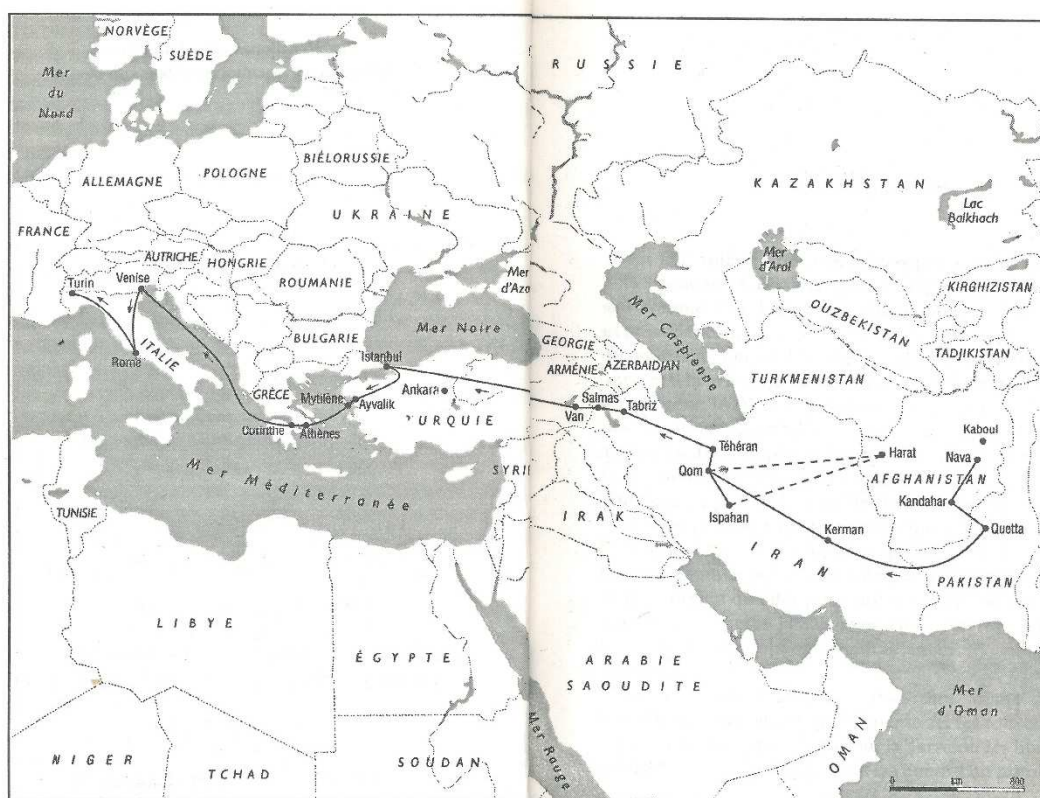 NORVÈGE
SUÈDE
Mer
du
Nord
RUSSIE
BIÉLORUSSIE
POLOGNE
ALLEMAGNE
KAZAKHSTAN
Lac
Balkhach
UKRAINE
FRANCE
AUTRICHE
HONGRIE
Mer
d'Azo
Mer
d'Aral
Turin
Venise
ROUMANIE
KIRGHIZISTAN
OUZBEKISTAN
Mer Caspienne
Mer Noire
BULGARIE
GEORGIE
ARMÉNIE
AZERBAIDJAN
TADJIKISTAN
Rome
ITALIE
Istanbul
TURKMENISTAN
Ankara
GRÈCE
Mytilène
Ayvalik
Salmas
Van
Tabriz
TURQUIE
Corinthe
Athènes
Kaboul
Téhéran
Harat
Nava
Qom
AFGHANISTAN
SYRIE
Mer Méditerranée
Kandahar
TUNISIE
Ispahan
IRAK
Kerman
Quetta
IRAN
PAKISTAN
LIBYE
ÉGYPTE
ARABIE
SAOUDITE
Mer
d'Oman
Mer Rouge
OMAN
NIGER
TCHAD
SOUDAN
0 km 800